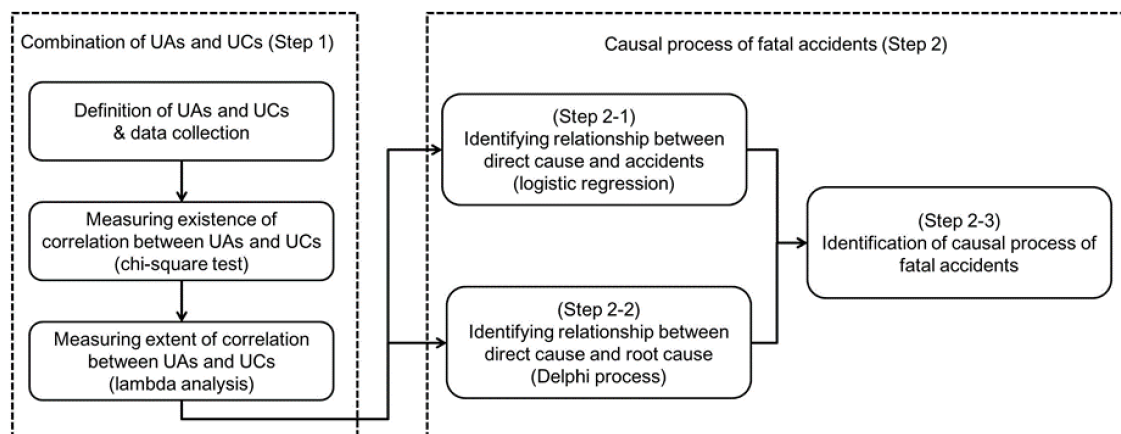 Combination of UAs and UCs (Step 1)
Definition of UAs and UCs
& data collection
Measuring existence of
correlation between UAs and UCs
(chi-square test)
Measuring extent of correlation
between UAs and UCs
(lambda analysis)
Causal process of fatal accidents (Step 2)
(Step 2-1)
Identifying relationship between
direct cause and accidents
(logistic regression)
(Step 2-2)
Identifying relationship between
direct cause and root cause
(Delphi process)
(Step 2-3)
Identification of causal process of
fatal accidents